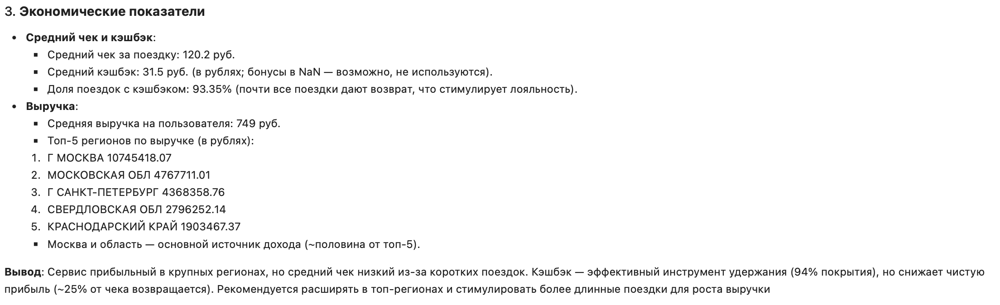 3. Экономические показатели
• Средний чек и кэшбэк:
▪ Средний чек за поездку: 120.2 руб.
▪ Средний кэшбэк: 31.5 руб. (в рублях; бонусы в NaN — возможно, не используются).
▪ Доля поездок с кэшбэком: 93.35% (почти все поездки дают возврат, что стимулирует лояльность).
• Выручка:
▪ Средняя выручка на пользователя: 749 руб.
▪ Топ-5 регионов по выручке (в рублях):
1. Г МОСКВА 10745418.07
2. МОСКОВСКАЯ ОБЛ 4767711.01
3. Г САНКТ-ПЕТЕРБУРГ 4368358.76
4. СВЕРДЛОВСКАЯ ОБЛ 2796252.14
5. КРАСНОДАРСКИЙ КРАЙ 1903467.37
▪ Москва и область — основной источник дохода (~половина от топ-5).
Вывод: Сервис прибыльный в крупных регионах, но средний чек низкий из-за коротких поездок. Кэшбэк — эффективный инструмент удержания (94% покрытия), но снижает чистую
прибыль (~25% от чека возвращается). Рекомендуется расширять в топ-регионах и стимулировать более длинные поездки для роста выручки